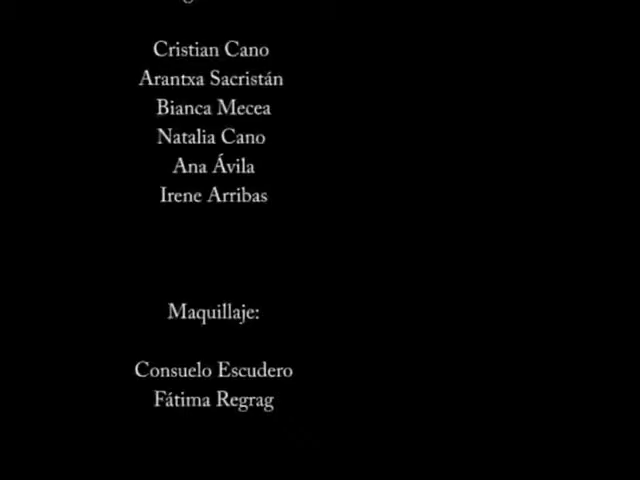 Cristian Cano
Arantxa Sacristán
Bianca Mecea
Natalia Cano
Ana Ávila
Irene Arribas
Maquillaje:
Consuelo Escudero
Fátima Regrag